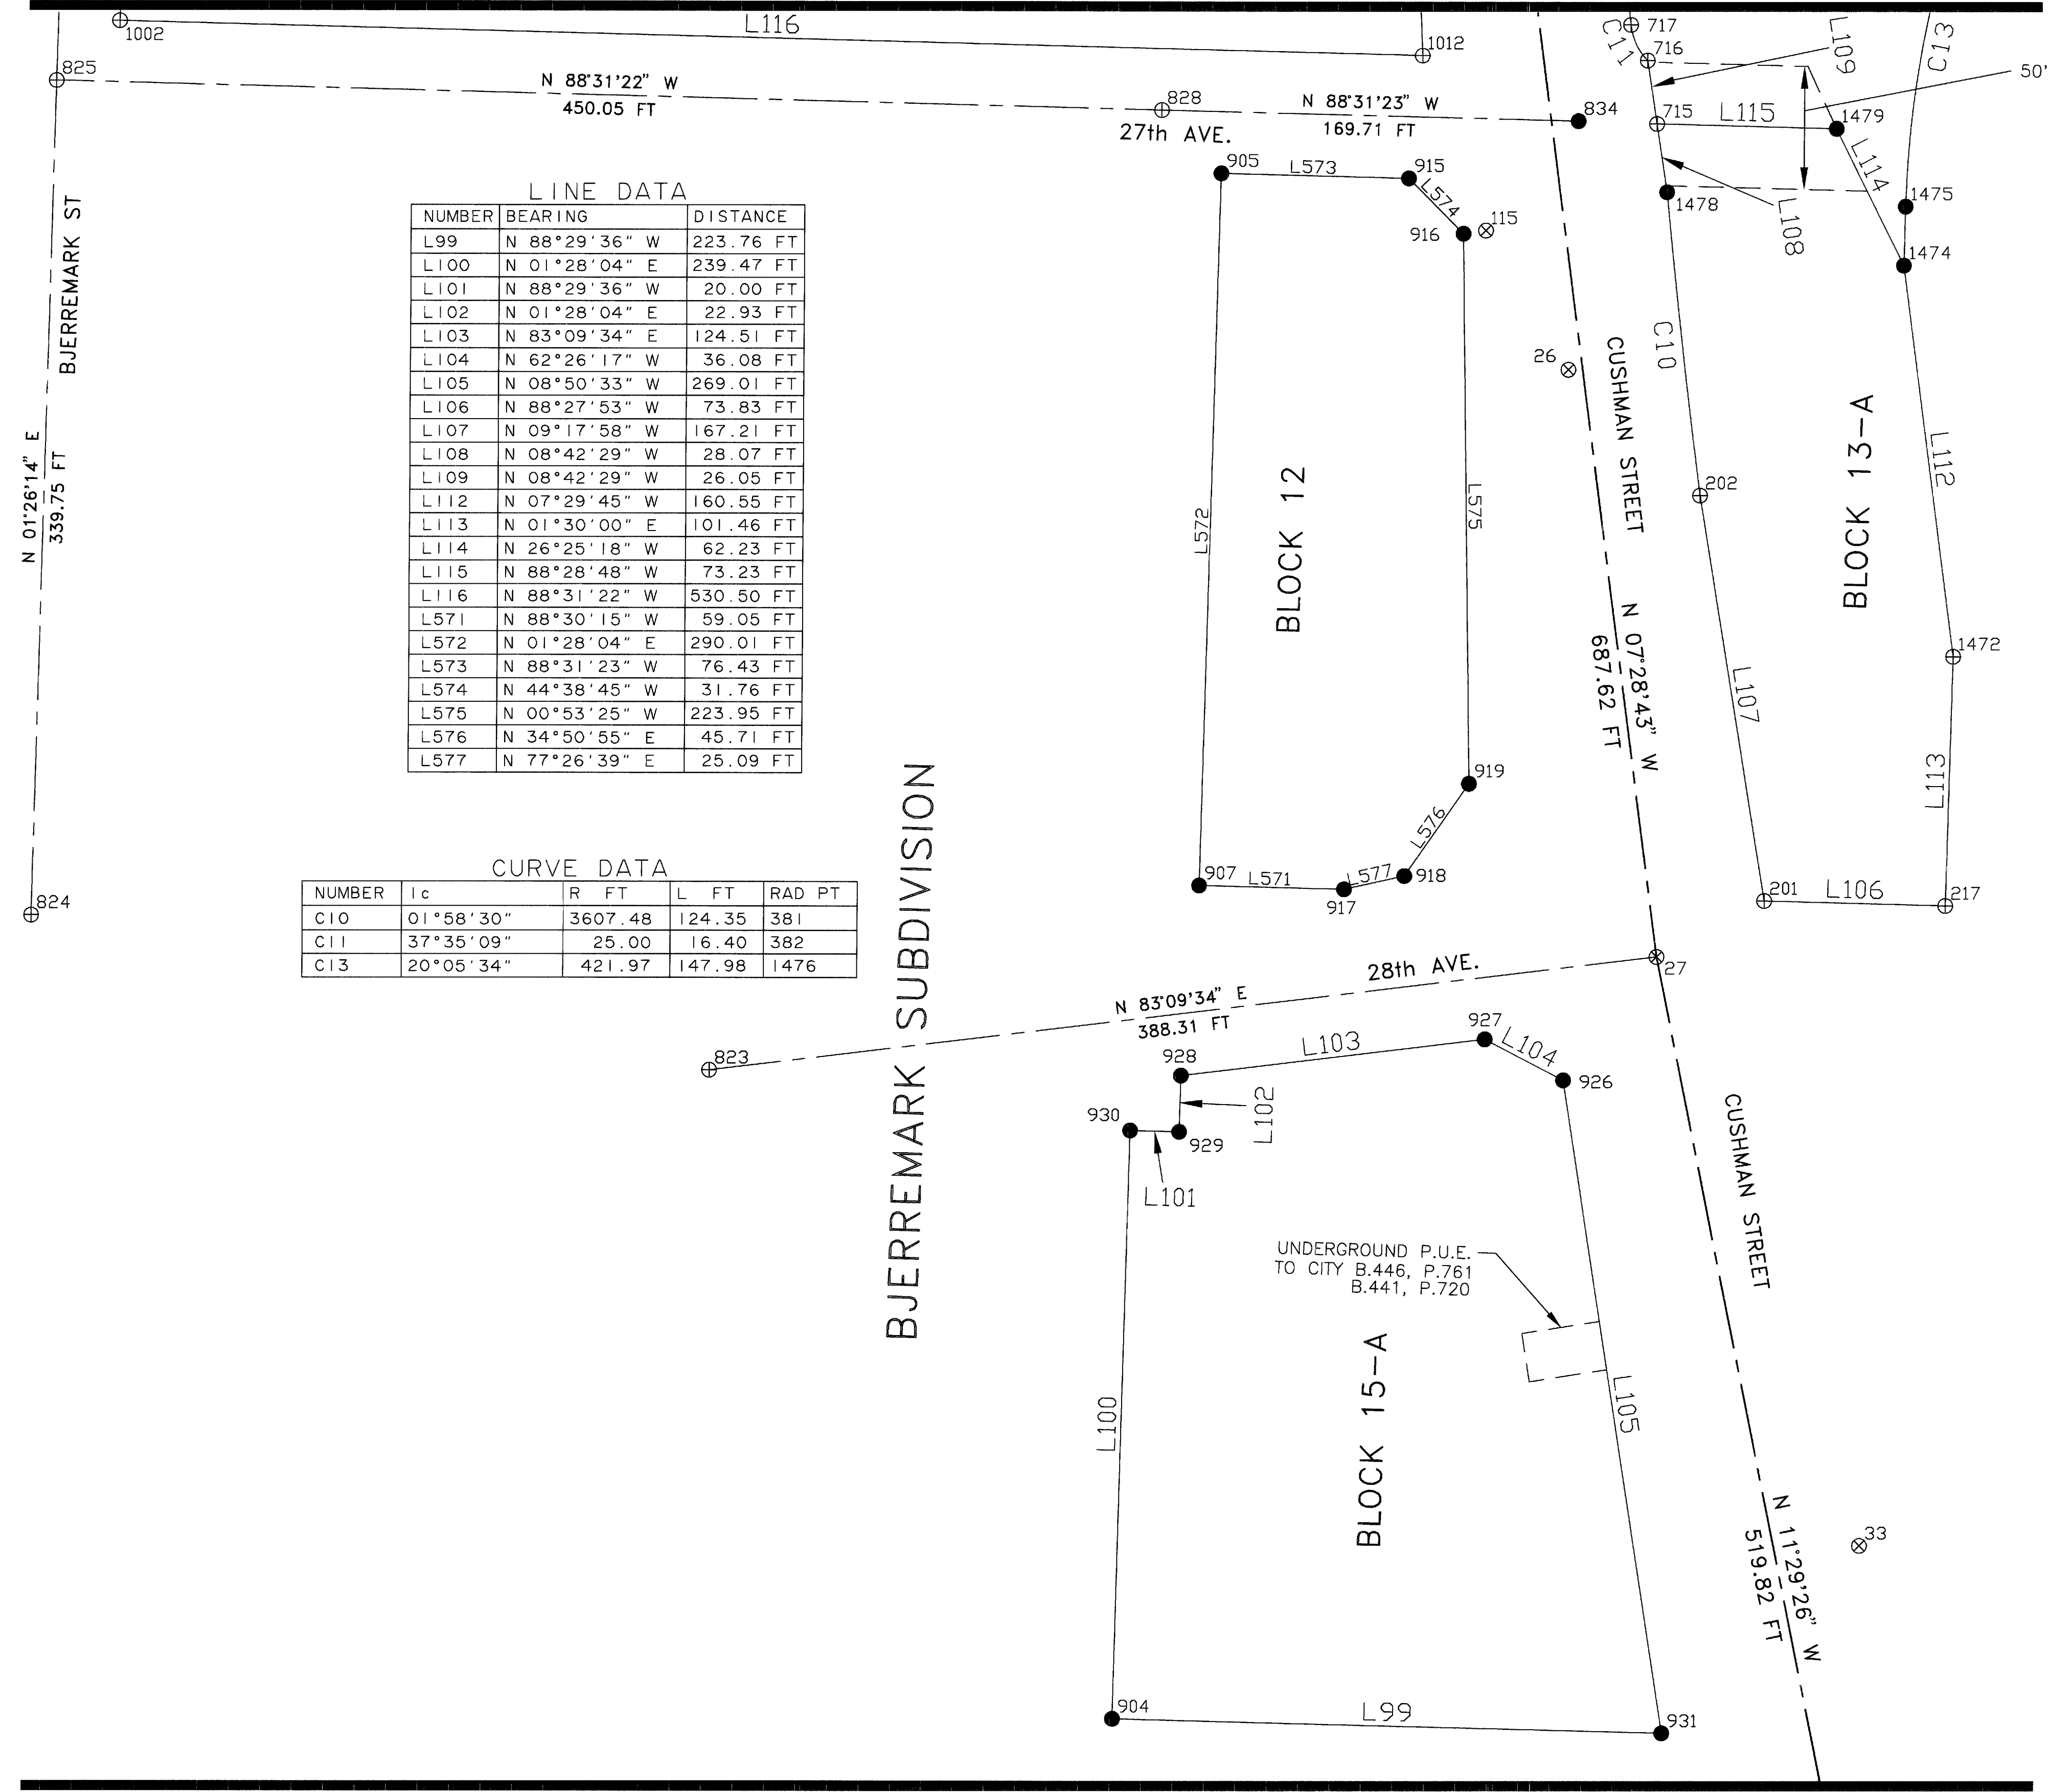 L116
1002
1012
717
C11
716
L109
C13
50'
825
N 88°31'22" W
450.05 FT
828
N 88°31'23" W
169.71 FT
834
27th AVE.
715
L115
1479
L114
905
L573
915
L574
916
115
1478
L108
1475
1474
BJERREMARK ST
LINE DATA
NUMBER BEARING DISTANCE
L99 N 88°29'36" W 223.76 FT
L100 N 01°28'04" E 239.47 FT
L101 N 88°29'36" W 20.00 FT
L102 N 01°28'04" E 22.93 FT
L103 N 83°09'34" E 124.51 FT
L104 N 62°26'17" W 36.08 FT
L105 N 08°50'33" W 269.01 FT
L106 N 88°27'53" W 73.83 FT
L107 N 09°17'58" W 167.21 FT
L108 N 08°42'29" W 28.07 FT
L109 N 08°42'29" W 26.05 FT
L112 N 07°29'45" W 160.55 FT
L113 N 01°30'00" E 101.46 FT
L114 N 26°25'18" W 62.23 FT
L115 N 88°28'48" W 73.23 FT
L116 N 88°31'22" W 530.50 FT
L571 N 88°30'15" W 59.05 FT
L572 N 01°28'04" E 290.01 FT
L573 N 88°31'23" W 76.43 FT
L574 N 44°38'45" W 31.76 FT
L575 N 00°53'25" W 223.95 FT
L576 N 34°50'55" E 45.71 FT
L577 N 77°26'39" E 25.09 FT
N 01°26'14" E
339.75 FT
26
CUSHMAN STREET
C10
BLOCK 13-A
L112
202
L572
BLOCK 12
L575
N 07°28'43" W
687.62 FT
L107
1472
L113
919
L576
907
L571
L577
918
917
201
L106
217
824
CURVE DATA
NUMBER Ic R FT L FT RAD PT
C10 01°58'30" 3607.48 124.35 381
C11 37°35'09" 25.00 16.40 382
C13 20°05'34" 421.97 147.98 1476
BJERREMARK SUBDIVISION
28th AVE.
27
N 83°09'34" E
388.31 FT
823
927
L103
L104
928
926
930
929
L102
L101
CUSHMAN STREET
UNDERGROUND P.U.E.
TO CITY B.446, P.761
B.441, P.720
L100
BLOCK 15-A
L105
N 11°29'26" W
519.82 FT
33
904
L99
931